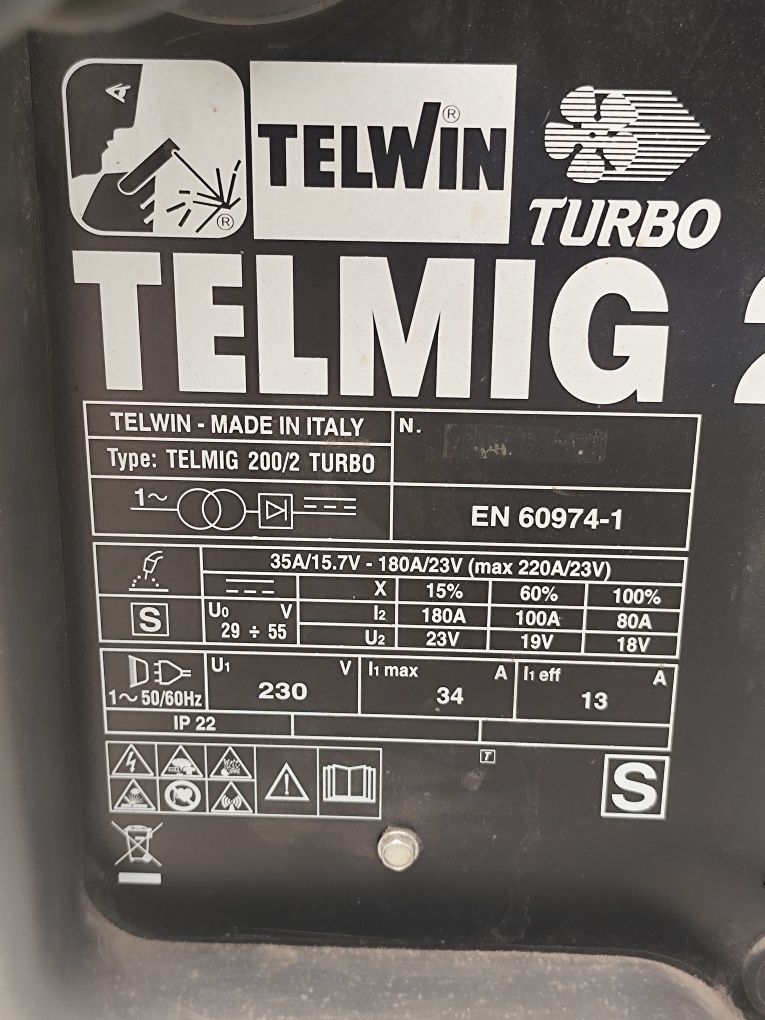 ®
TELWIN®
TURBO
TELMIG 2
TELWIN - MADE IN ITALY
N.
Type: TELMIG 200/2 TURBO
1~
EN 60974-1
35A/15.7V - 180A/23V (max 220A/23V)
X 15% 60% 100%
S
U0 V
29 ÷ 55
I2 180A 100A 80A
U2 23V 19V 18V
1~ 50/60Hz
U1 V
230
I1 max A
34
I1 eff A
13
IP 22
T
S